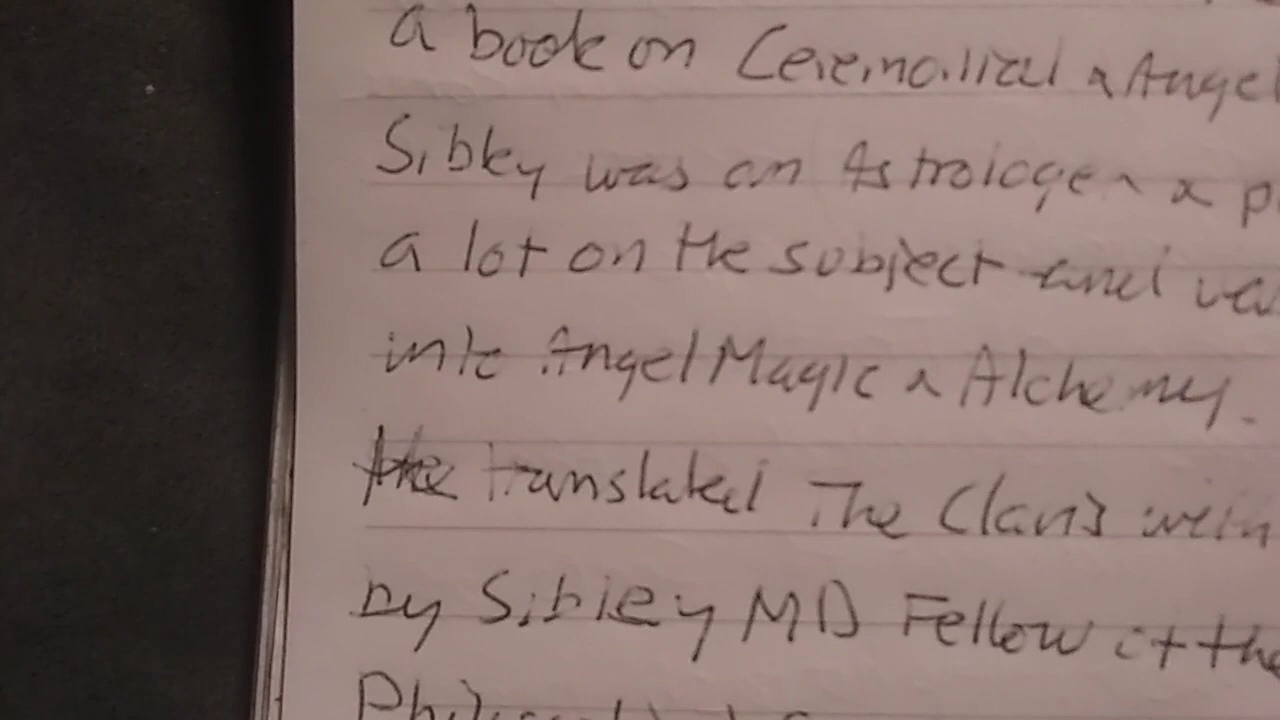 a book on Ceremonial & Angel
Sibley was an Astrologer &
a lot on the subject and
into Angel Magic & Alchemy.
the translated The Clavis
by Sibley MD Fellow of the